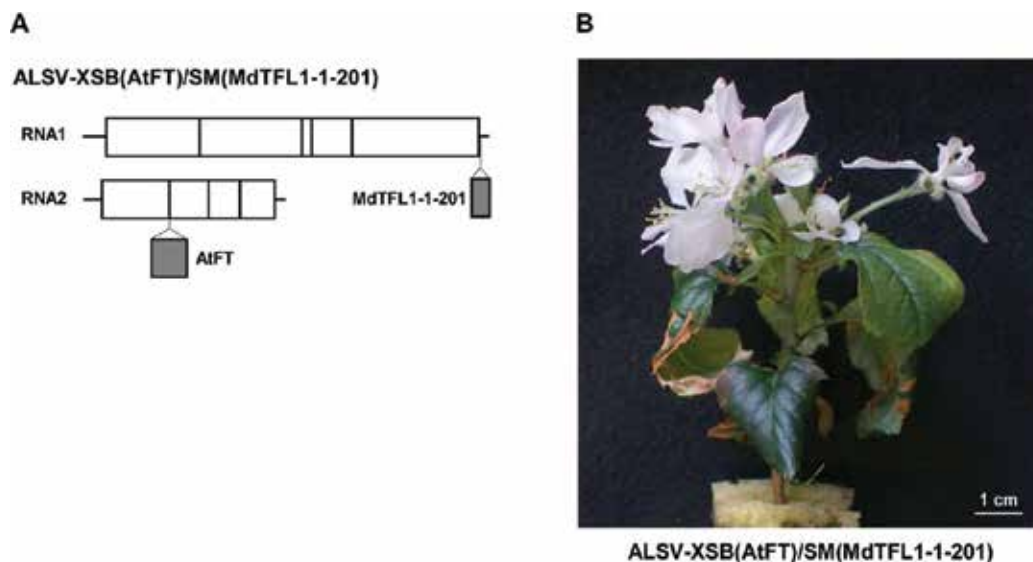 A
ALSV-XSB(AtFT)/SM(MdTFL1-1-201)
RNA1
MdTFL1-1-201
RNA2
AtFT
B
1 cm
ALSV-XSB(AtFT)/SM(MdTFL1-1-201)